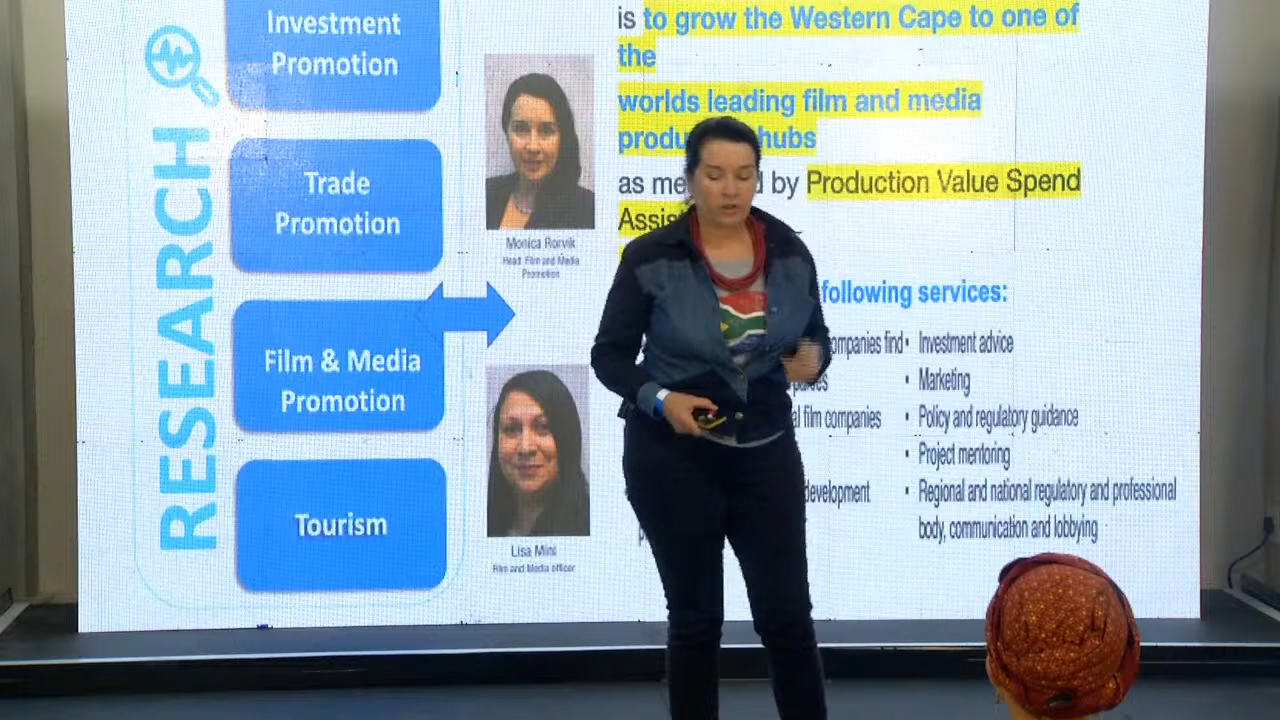 RESEARCH
Investment
Promotion
Trade
Promotion
Film & Media
Promotion
Tourism
Monica Rorvik
Head Film and Media
Promotion
Lisa Mini
Film and Media officer
is to grow the Western Cape to one of
the
worlds leading film and media
hubs
as by Production Value Spend
following services:
companies find
film companies
development
• Investment advice
• Marketing
• Policy and regulatory guidance
• Project mentoring
• Regional and national regulatory and professional
body, communication and lobbying